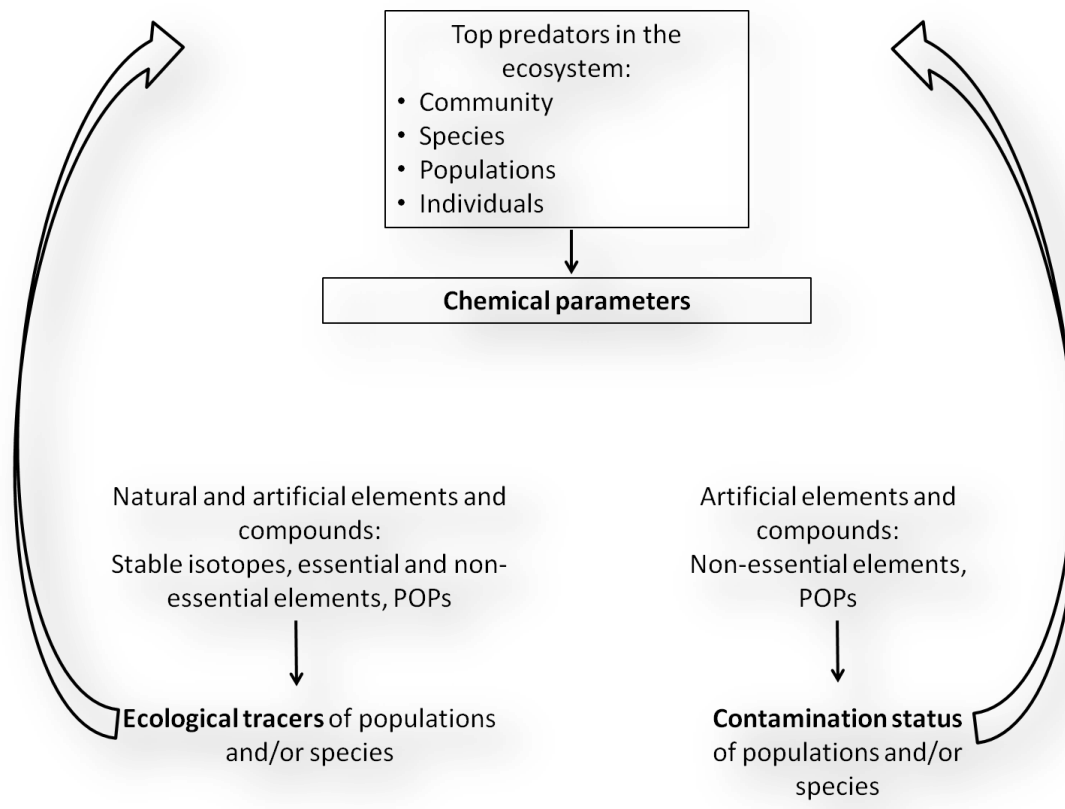 Top predators in the
ecosystem:
• Community
• Species
• Populations
• Individuals
Chemical parameters
Natural and artificial elements and
compounds:
Stable isotopes, essential and non-
essential elements, POPs
Ecological tracers of populations
and/or species
Artificial elements and
compounds:
Non-essential elements,
POPs
Contamination status
of populations and/or
species